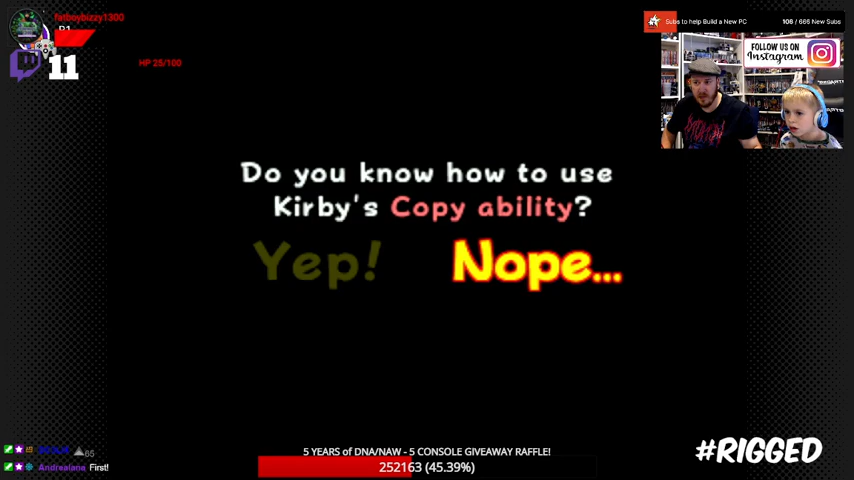 fatboybizzy1300
11
HP 25/100
Subs to help Build a New PC
106 / 666 New Subs
FOLLOW US ON
Instagram
Do you know how to use
Kirby's Copy ability?
Yep! Nope...
65
Andrealana First!
5 YEARS of DNA/NAW - 5 CONSOLE GIVEAWAY RAFFLE!
252163 (45.39%)
#RIGGED